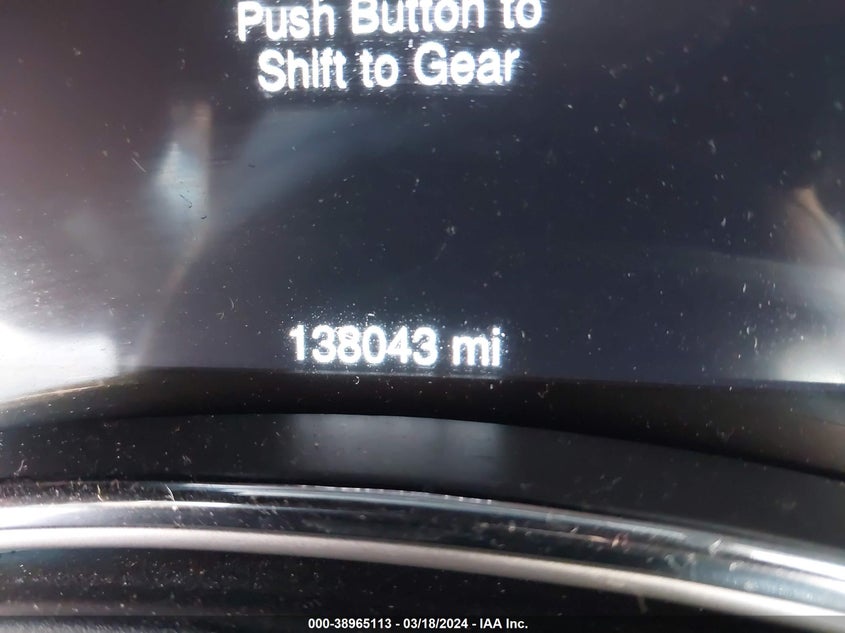 Push Button to
Shift to Gear
138043 mi
000-38965113 - 03/18/2024 - IAA Inc.